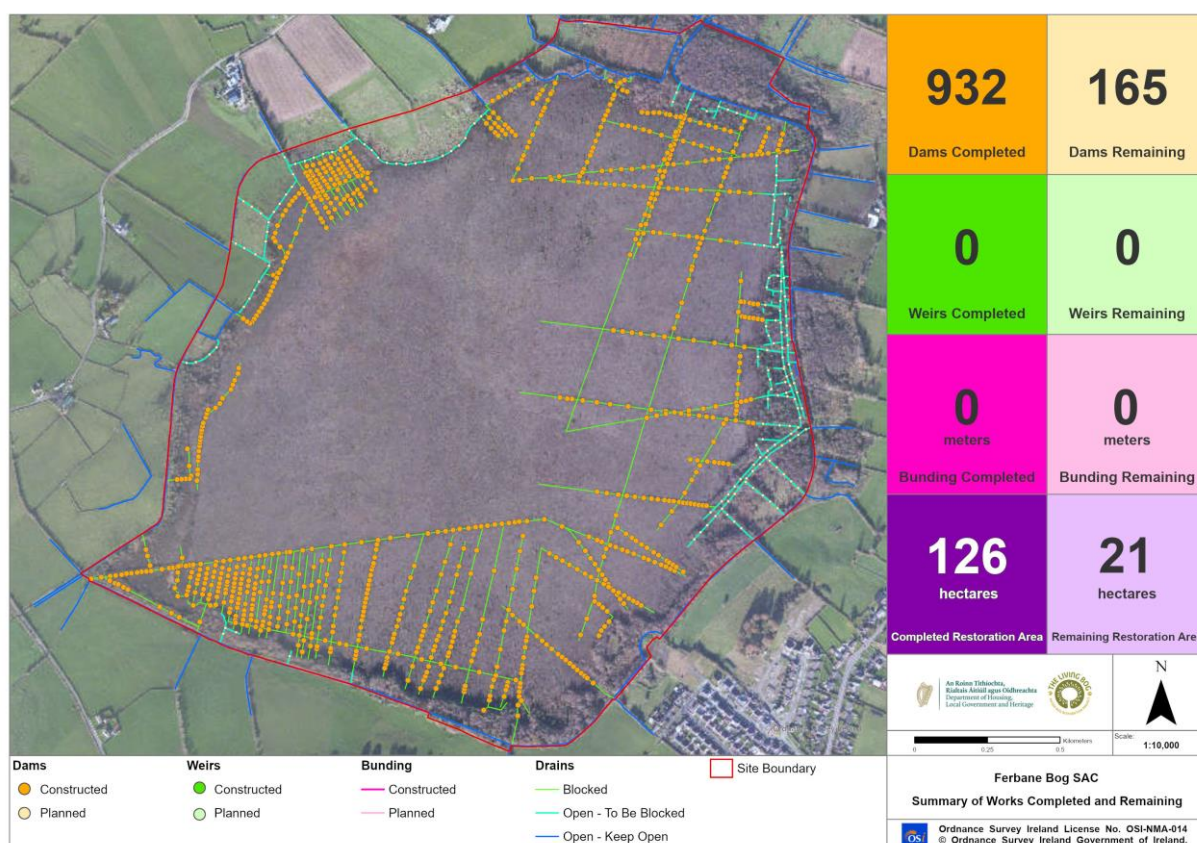 932
Dams Completed
165
Dams Remaining
0
Weirs Completed
0
Weirs Remaining
0
meters
Bunding Completed
0
meters
Bunding Remaining
126
hectares
Completed Restoration Area
21
hectares
Remaining Restoration Are
An Roinn Tithíochta,
Rialtais Áitiúil agus Oidhreachta
Department of Housing,
Local Government and Heritage
THE LIVING BOG
N
Kilometers
0 0.25 0.5
Scale:
1:10,000
Dams
Constructed
Planned
Weirs
Constructed
Planned
Bunding
Constructed
Planned
Drains
Blocked
Open - To Be Blocked
Open - Keep Open
Site Boundary
Ferbane Bog SAC
Summary of Works Completed and Remaining
OSi
Ordnance Survey Ireland License No. OSI-NMA-014
© Ordnance Survey Ireland Government of Ireland.